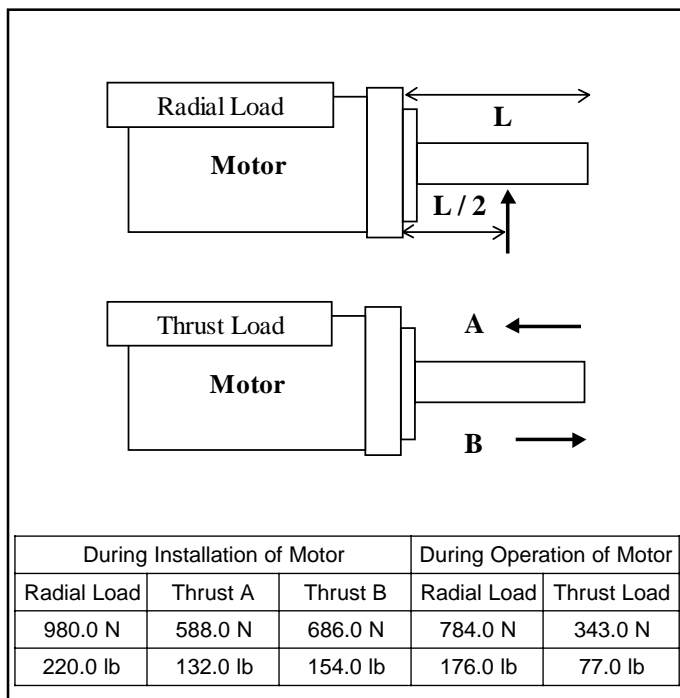 Radial Load
L
Motor
L / 2
Thrust Load
A
Motor
B
During Installation of Motor During Operation of Motor
Radial Load Thrust A Thrust B Radial Load Thrust Load
980.0 N 588.0 N 686.0 N 784.0 N 343.0 N
220.0 lb 132.0 lb 154.0 lb 176.0 lb 77.0 lb